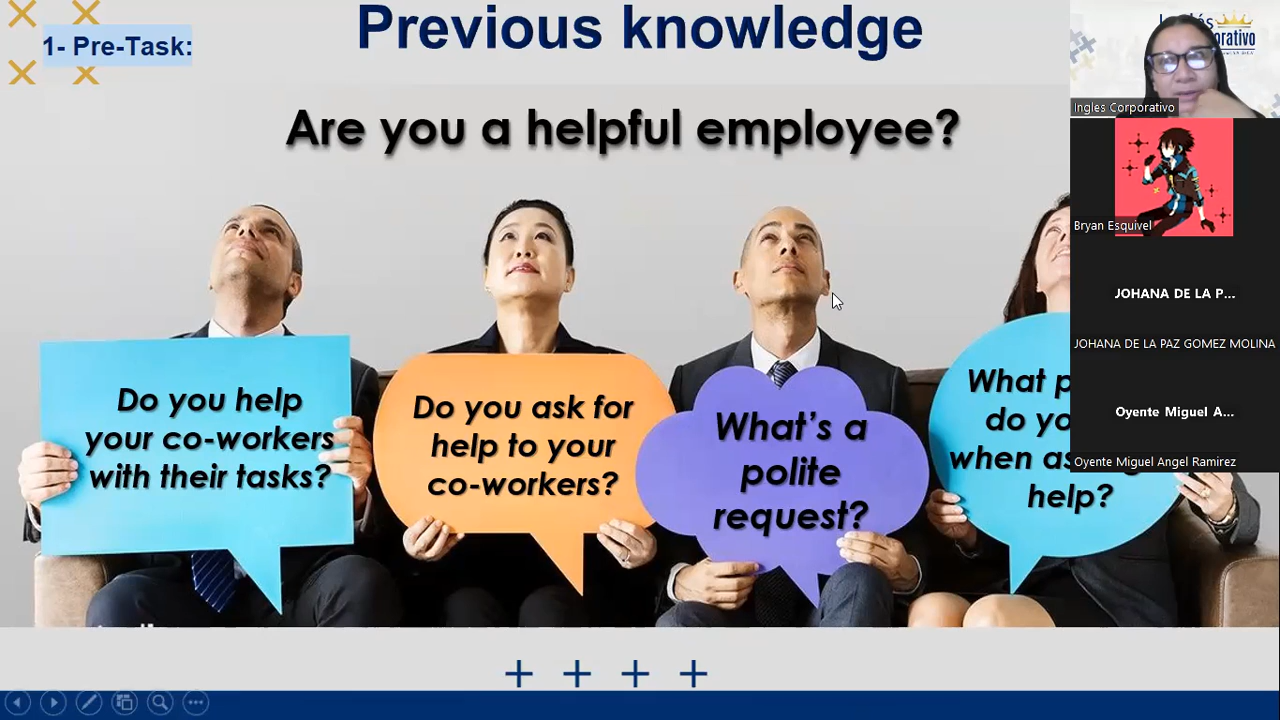 1- Pre-Task:
Previous knowledge
Are you a helpful employee?
Do you help
your co-workers
with their tasks?
Do you ask for
help to your
co-workers?
What's a
polite
request?
What
do
when
help?
Ingles Corporativo
Bryan Esquivel
JOHANA DE LA P...
JOHANA DE LA PAZ GOMEZ MOLINA
Oyente Miguel A...
Oyente Miguel Angel Ramirez